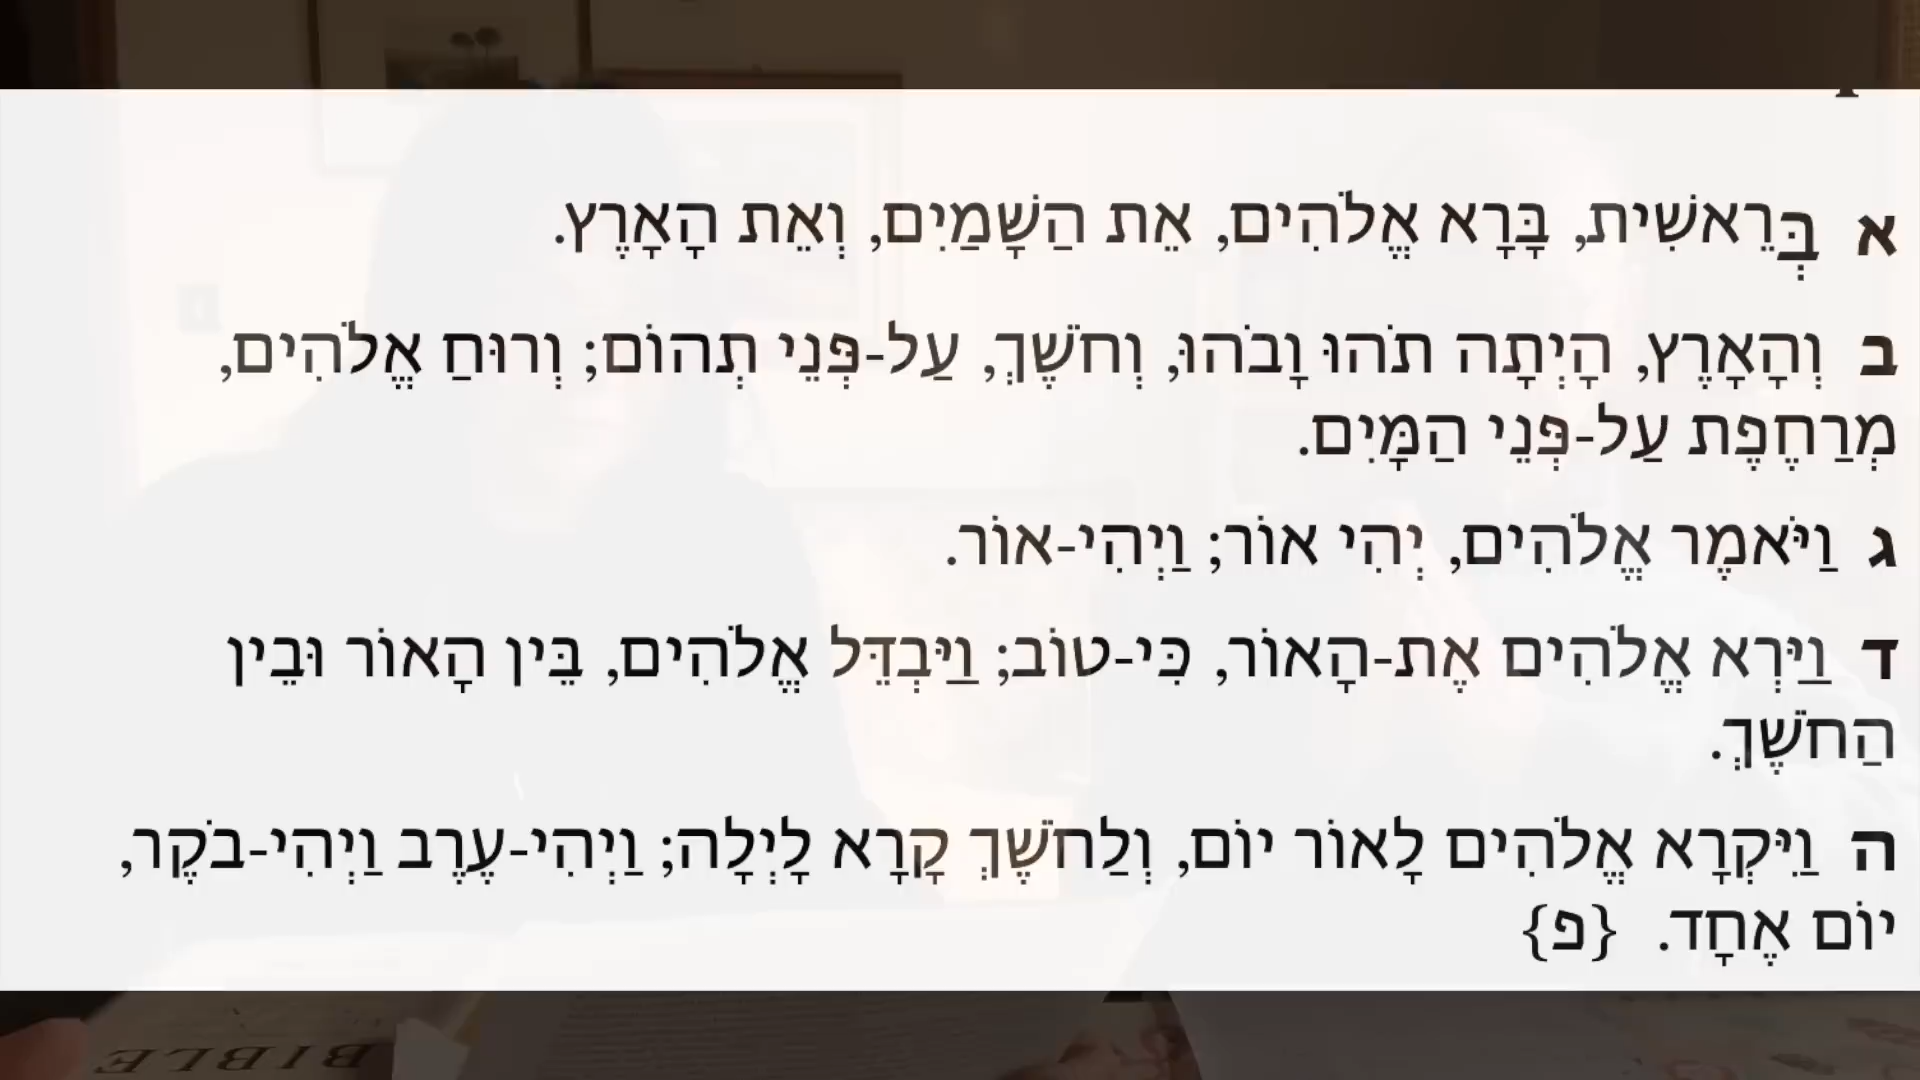 א בְּרֵאשִׁית, בָּרָא אֱלֹהִים, אֵת הַשָּׁמַיִם, וְאֵת הָאָרֶץ.
ב וְהָאָרֶץ, הָיְתָה תֹהוּ וָבֹהוּ, וְחֹשֶׁךְ, עַל-פְּנֵי תְהוֹם; וְרוּחַ אֱלֹהִים,
מְרַחֶפֶת עַל-פְּנֵי הַמָּיִם.
ג וַיֹּאמֶר אֱלֹהִים, יְהִי אוֹר; וַיְהִי-אוֹר.
ד וַיַּרְא אֱלֹהִים אֶת-הָאוֹר, כִּי-טוֹב; וַיַּבְדֵּל אֱלֹהִים, בֵּין הָאוֹר וּבֵין
הַחֹשֶׁךְ.
ה וַיִּקְרָא אֱלֹהִים לָאוֹר יוֹם, וְלַחֹשֶׁךְ קָרָא לָיְלָה; וַיְהִי-עֶרֶב וַיְהִי-בֹקֶר,
יוֹם אֶחָד. {פ}
BIBLE